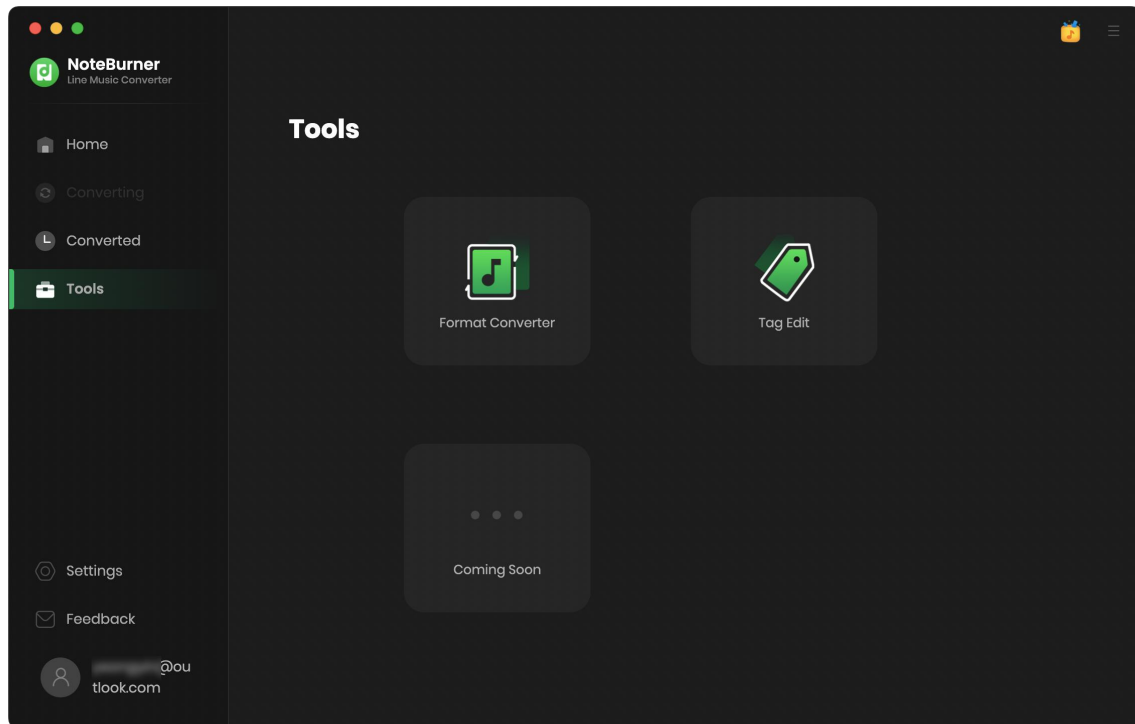 NoteBurner
Line Music Converter
Home
Converting
Converted
Tools
Settings
Feedback
@ou
tlook.com
Tools
Format Converter
Tag Edit
Coming Soon